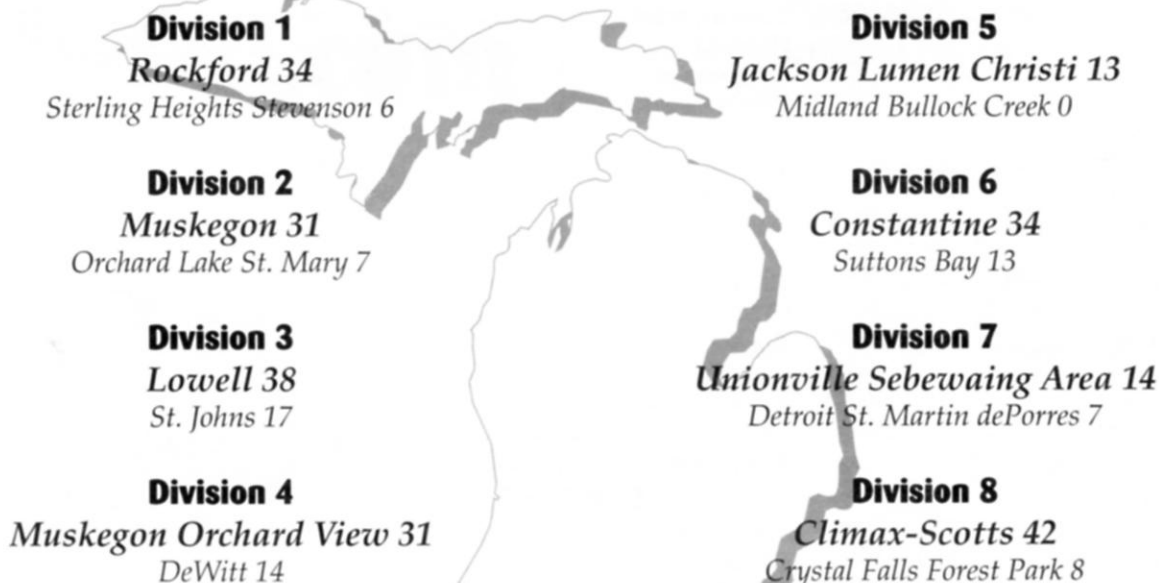 Division 1
Rockford 34
Sterling Heights Stevenson 6
Division 2
Muskegon 31
Orchard Lake St. Mary 7
Division 3
Lowell 38
St. Johns 17
Division 4
Muskegon Orchard View 31
DeWitt 14
Division 5
Jackson Lumen Christi 13
Midland Bullock Creek 0
Division 6
Constantine 34
Suttons Bay 13
Division 7
Unionville Sebewaing Area 14
Detroit St. Martin dePorres 7
Division 8
Climax-Scotts 42
Crystal Falls Forest Park 8